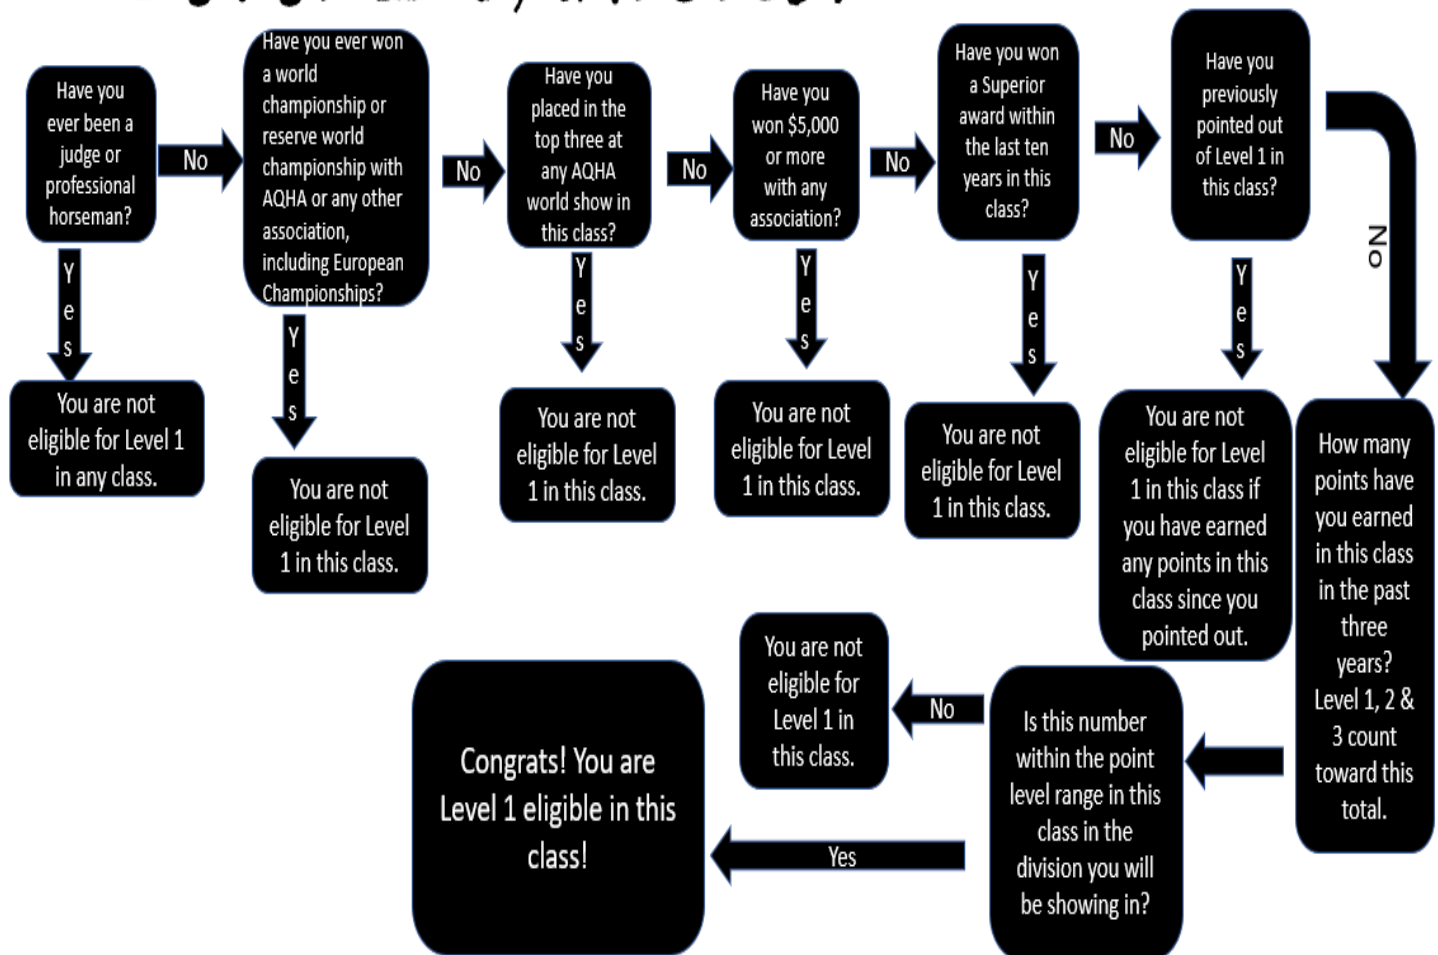 Have you
ever been a
judge or
professional
horseman?
No
Have you ever won
a world
championship or
reserve world
championship with
AQHA or any other
association,
including European
Championships?
No
Have you
placed in the
top three at
any AQHA
world show in
this class?
No
Have you
won $5,000
or more
with any
association?
No
Have you won
a Superior
award within
the last ten
years in this
class?
No
Have you
previously
pointed out
of Level 1 in
this class?
No
Yes
Yes
Yes
Yes
Yes
Yes
You are not
eligible for Level 1
in any class.
You are not
eligible for Level
1 in this class.
You are not
eligible for Level
1 in this class.
You are not
eligible for Level
1 in this class.
You are not
eligible for Level
1 in this class.
You are not
eligible for Level
1 in this class if
you have earned
any points in this
class since you
pointed out.
How many
points have
you earned
in this class
in the past
three
years?
Level 1, 2 &
3 count
toward this
total.
Is this number
within the point
level range in this
class in the
division you will
be showing in?
No
You are not
eligible for
Level 1 in
this class.
Yes
Congrats! You are
Level 1 eligible in this
class!